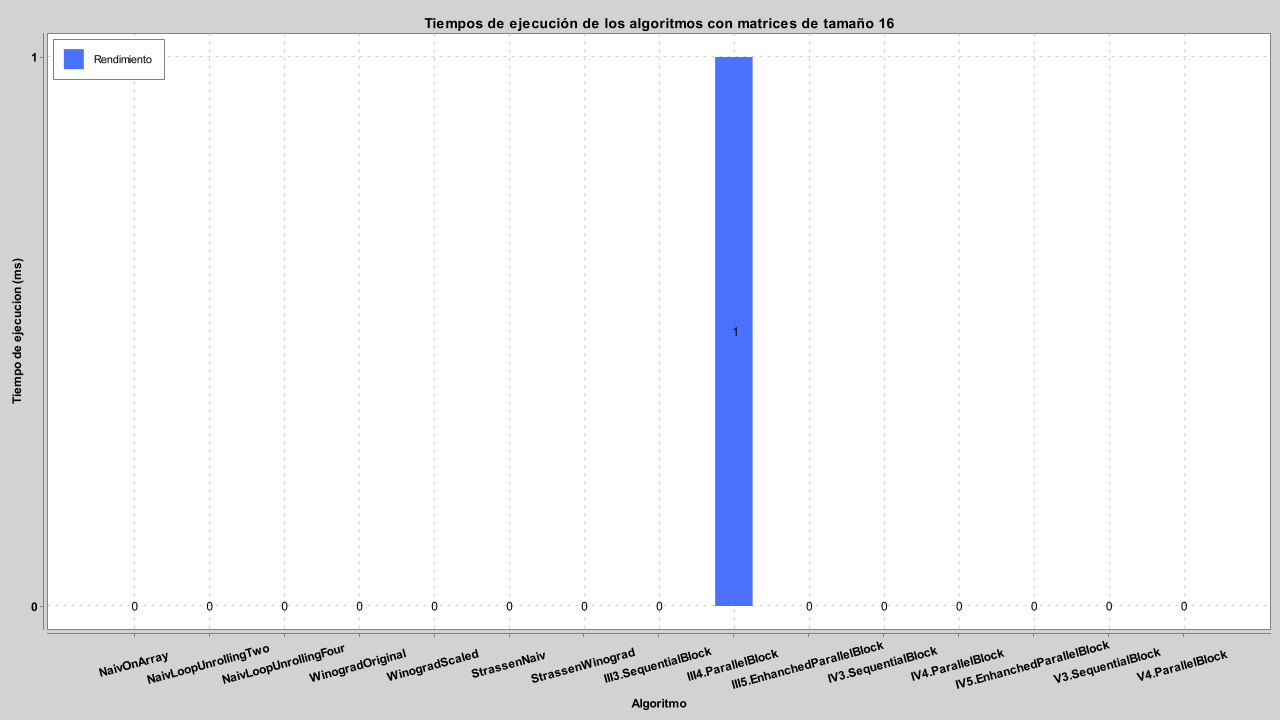 Tiempos de ejecución de los algoritmos con matrices de tamaño 16
Rendimiento
Tiempo de ejecucion (ms)
1
0
1
0 0 0 0 0 0 0 0 0 0 0 0 0 0
NaivOnArray
NaivLoopUnrollingTwo
NaivLoopUnrollingFour
WinogradOriginal
WinogradScaled
StrassenNaiv
StrassenWinograd
III3.SequentialBlock
III4.ParallelBlock
III5.EnhanchedParallelBlock
IV3.SequentialBlock
IV4.ParallelBlock
IV5.EnhanchedParallelBlock
V3.SequentialBlock
V4.ParallelBlock
Algoritmo